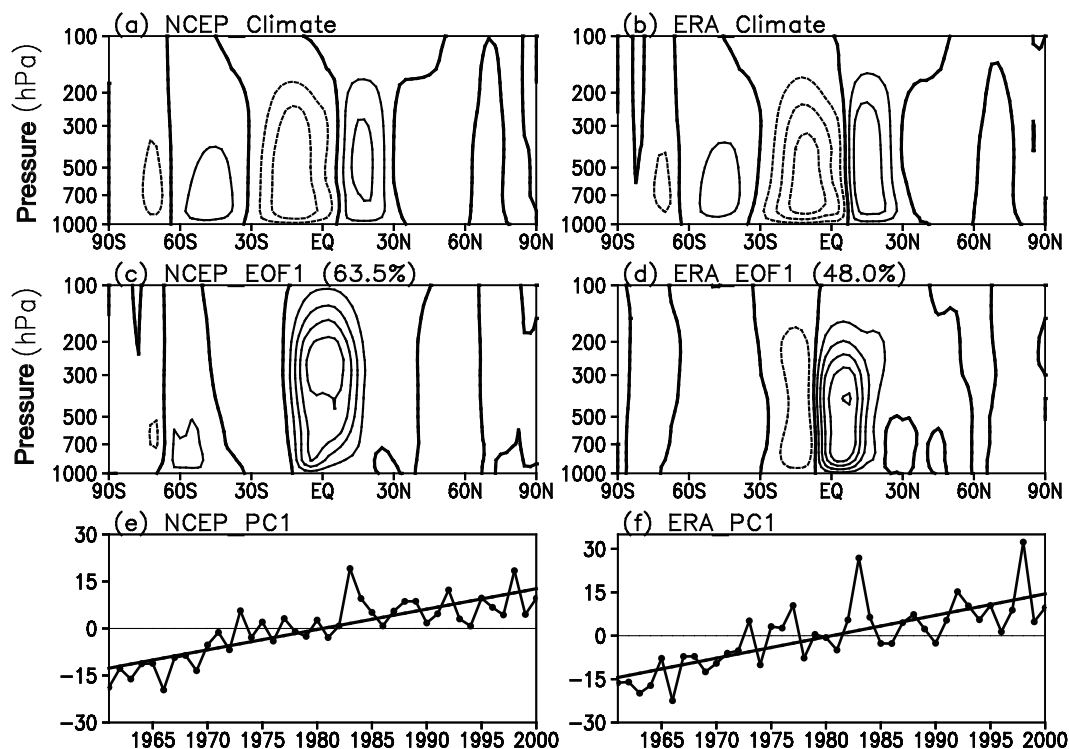 (a) NCEP_Climate
(b) ERA_Climate
Pressure (hPa)
100
200
300
500
700
1000
90S 60S 30S EQ 30N 60N 90N
100
200
300
500
700
1000
90S 60S 30S EQ 30N 60N 90N
(c) NCEP_EOF1 (63.5%)
(d) ERA_EOF1 (48.0%)
Pressure (hPa)
100
200
300
500
700
1000
90S 60S 30S EQ 30N 60N 90N
100
200
300
500
700
1000
90S 60S 30S EQ 30N 60N 90N
(e) NCEP_PC1
(f) ERA_PC1
30
15
0
-15
-30
1965 1970 1975 1980 1985 1990 1995 2000
30
15
0
-15
-30
1965 1970 1975 1980 1985 1990 1995 2000